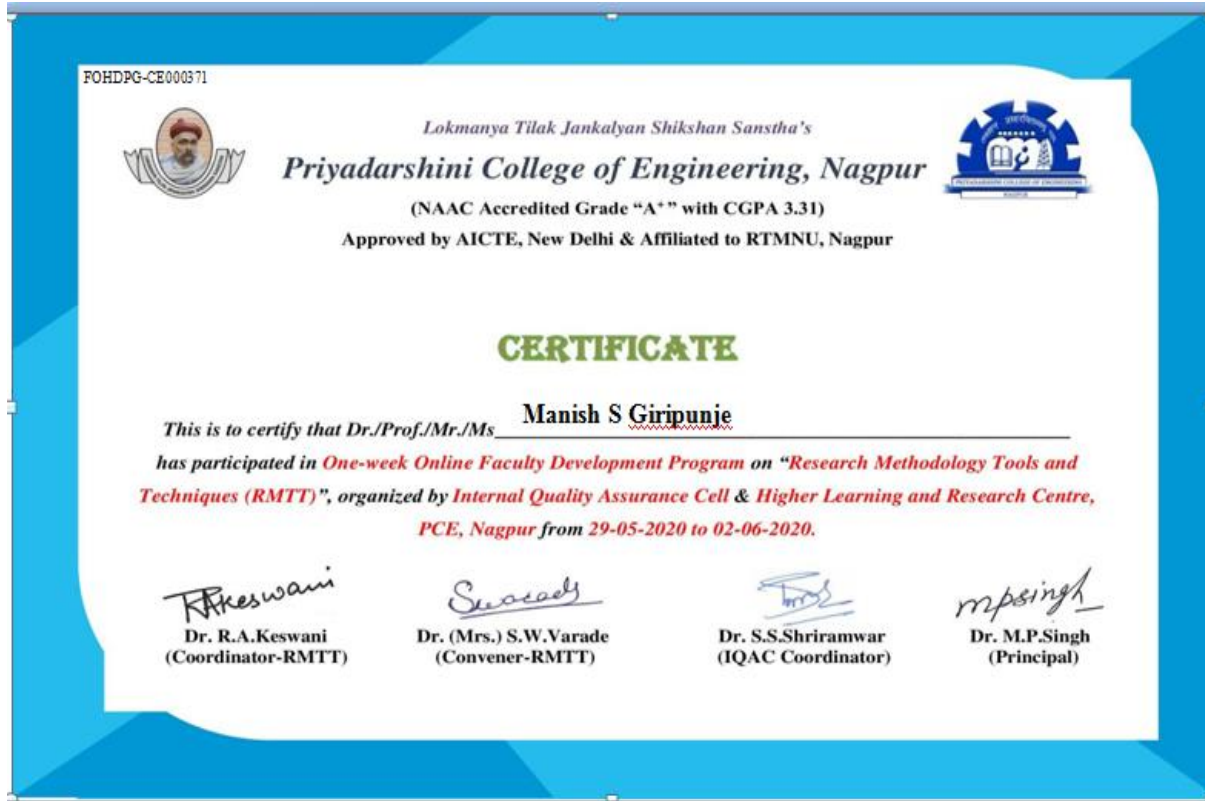 FOHDPG-CE000371
Lokmanya Tilak Jankalyan Shikshan Sanstha's
Priyadarshini College of Engineering, Nagpur
(NAAC Accredited Grade “A+” with CGPA 3.31)
Approved by AICTE, New Delhi & Affiliated to RTMNU, Nagpur
PRIYADARSHINI COLLEGE OF ENGINEERING
NAGPUR
CERTIFICATE
This is to certify that Dr./Prof./Mr./Ms Manish S Giripunje
has participated in One-week Online Faculty Development Program on “Research Methodology Tools and
Techniques (RMTT)”, organized by Internal Quality Assurance Cell & Higher Learning and Research Centre,
PCE, Nagpur from 29-05-2020 to 02-06-2020.
RAKeswani
mpsingh
Dr. R.A.Keswani Dr. (Mrs.) S.W.Varade Dr. S.S.Shriramwar Dr. M.P.Singh
(Coordinator-RMTT) (Convener-RMTT) (IQAC Coordinator) (Principal)